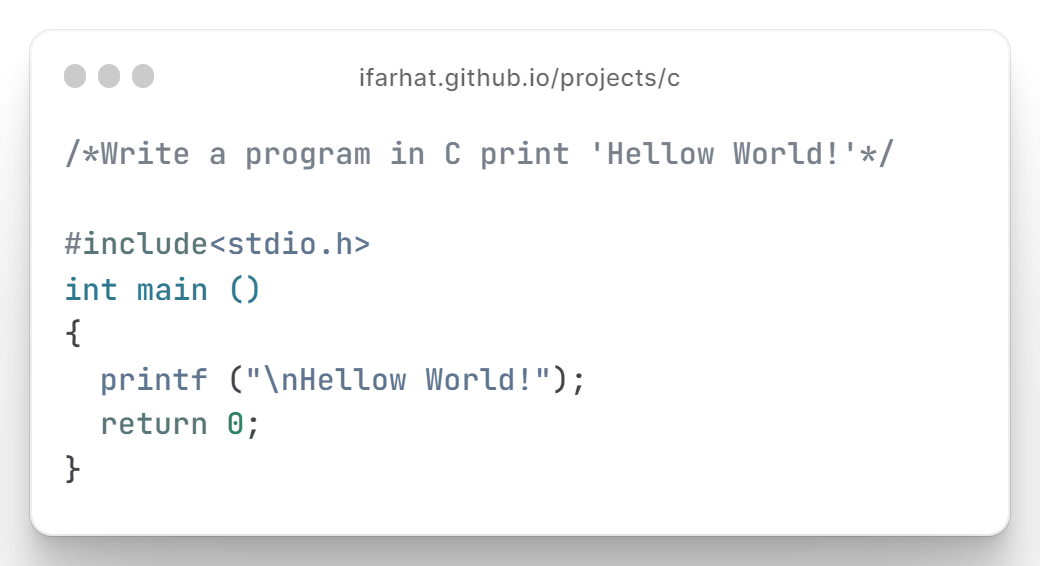 ifarhat.github.io/projects/c
/*Write a program in C print 'Hellow World!'*/
#include<stdio.h>
int main ()
{
  printf ("\nHellow World!");
  return 0;
}